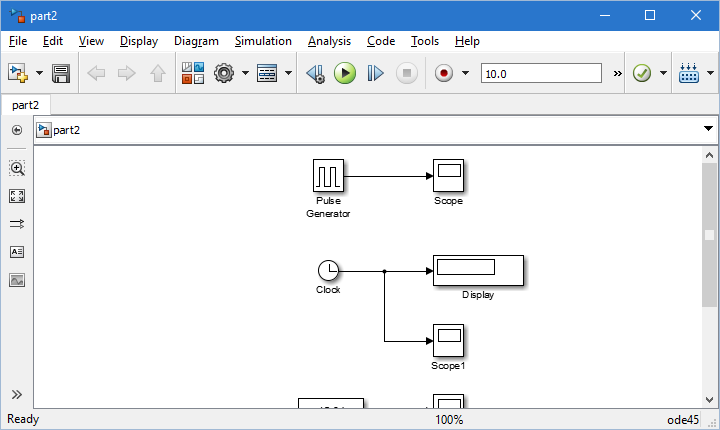 part2
File Edit View Display Diagram Simulation Analysis Code Tools Help
10.0
part2
part2
Pulse
Generator
Scope
Clock
Display
Scope1
Ready 100% ode45